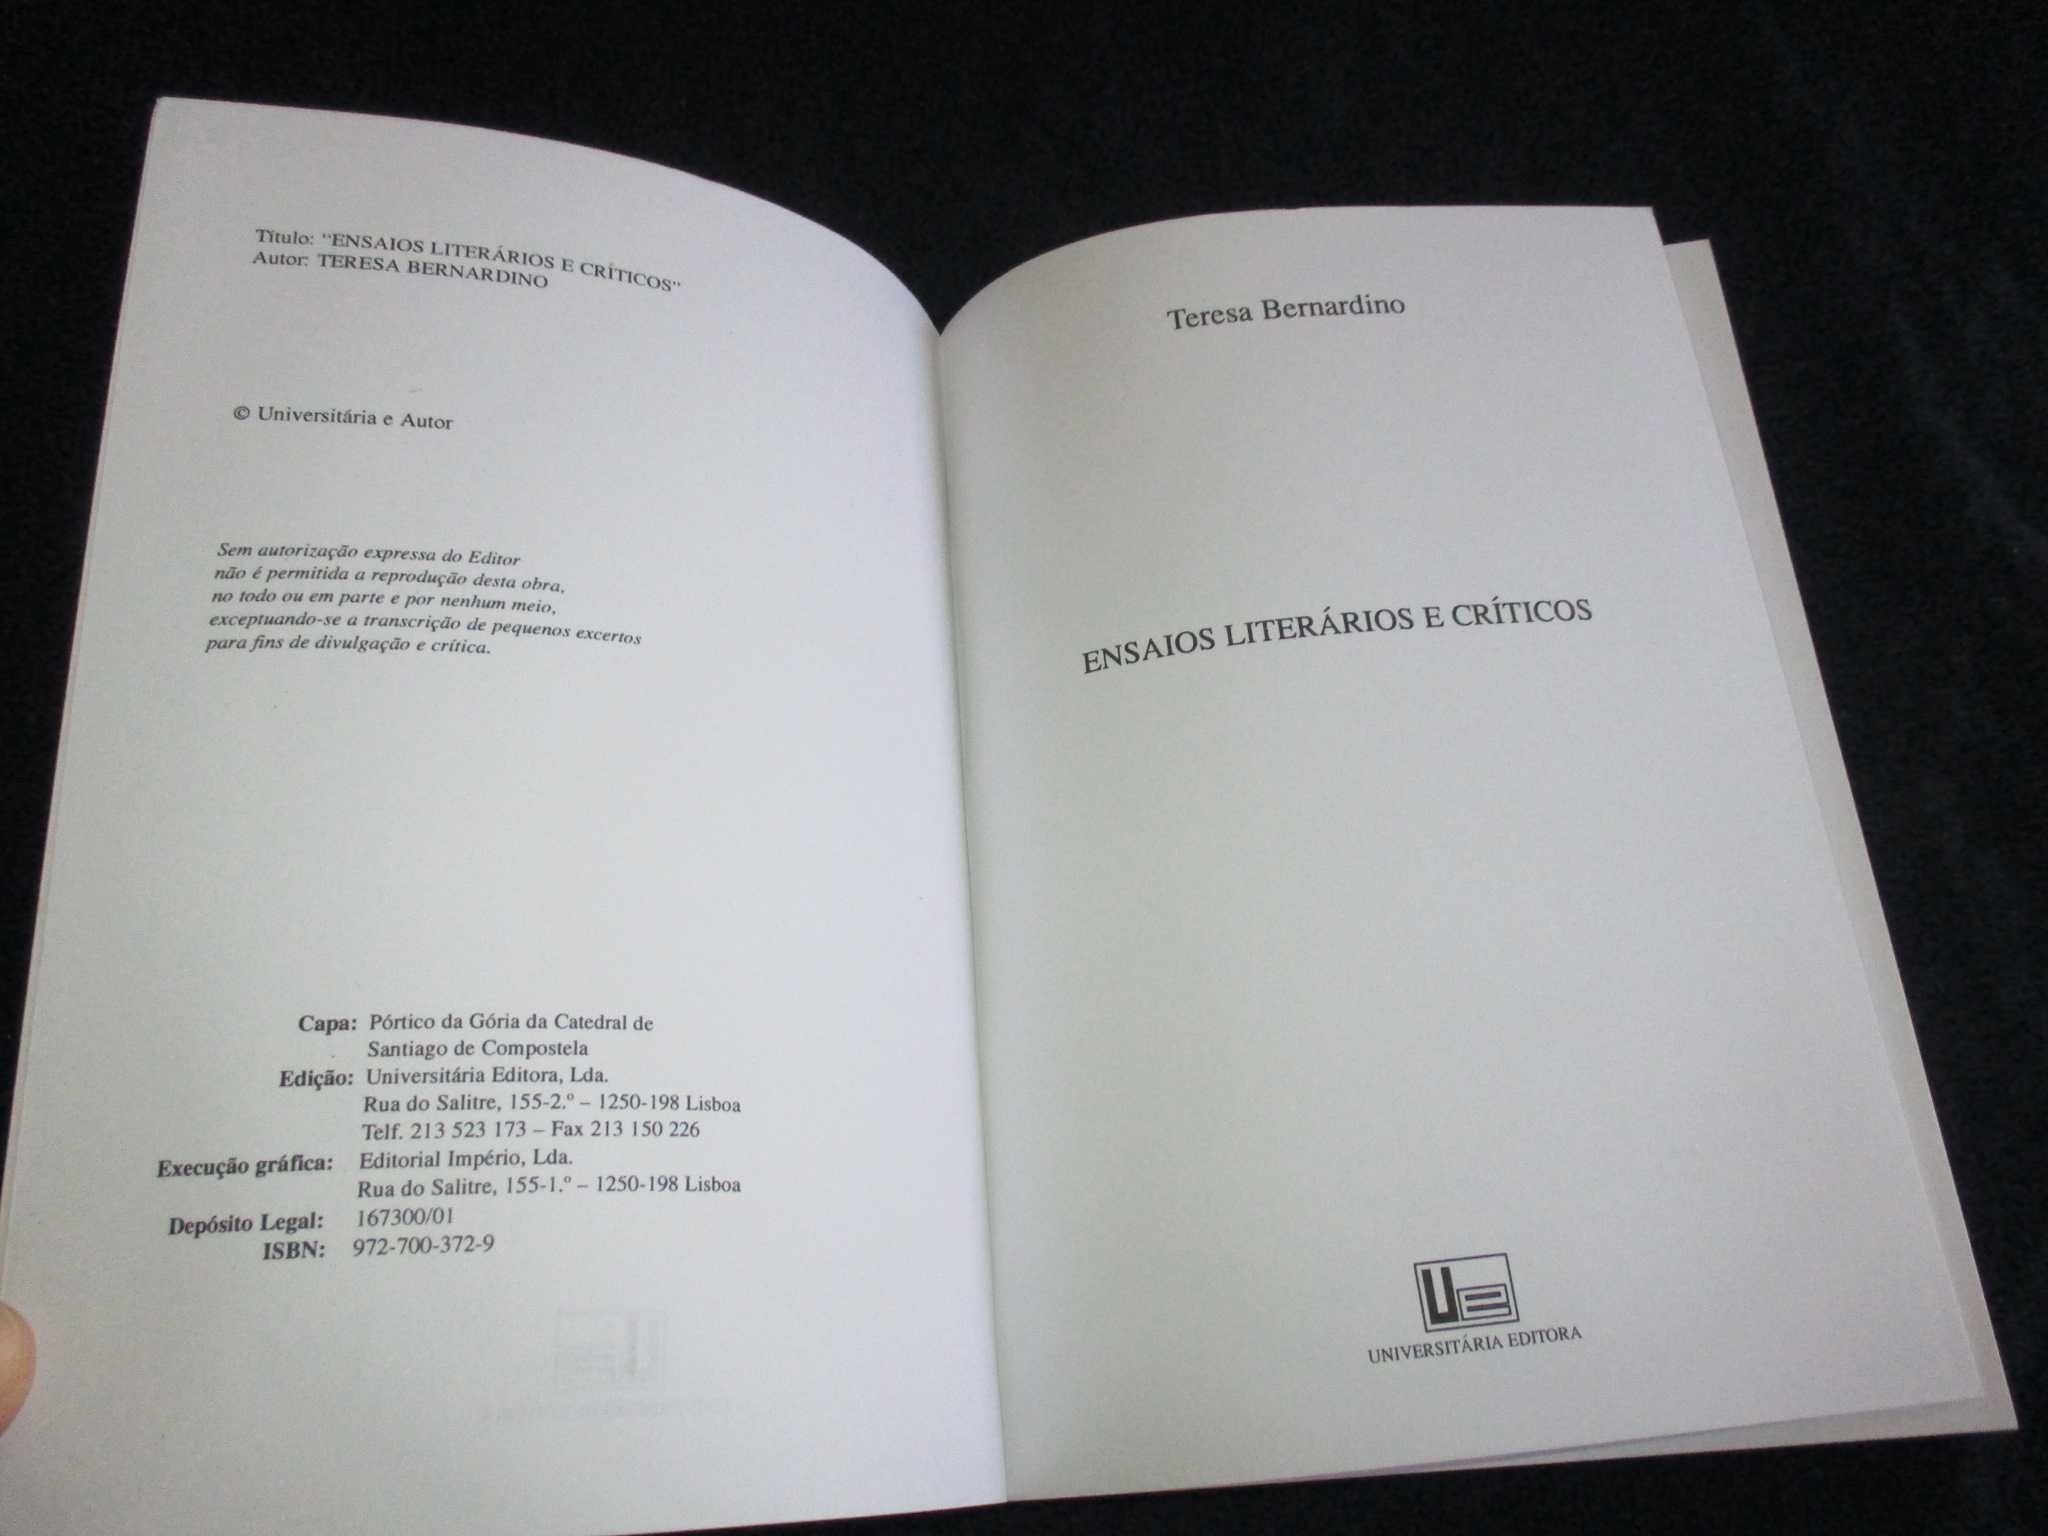 Título: "ENSAIOS LITERÁRIOS E CRÍTICOS"
Autor: TERESA BERNARDINO
© Universitária e Autor
Sem autorização expressa do Editor
não é permitida a reprodução desta obra,
no todo ou em parte e por nenhum meio,
exceptuando-se a transcrição de pequenos excertos
para fins de divulgação e crítica.
Capa: Pórtico da Gória da Catedral de
Santiago de Compostela
Edição: Universitária Editora, Lda.
Rua do Salitre, 155-2.º – 1250-198 Lisboa
Telf. 213 523 173 – Fax 213 150 226
Execução gráfica: Editorial Império, Lda.
Rua do Salitre, 155-1.º – 1250-198 Lisboa
Depósito Legal: 167300/01
ISBN: 972-700-372-9
Teresa Bernardino
ENSAIOS LITERÁRIOS E CRÍTICOS
UE
UNIVERSITÁRIA EDITORA